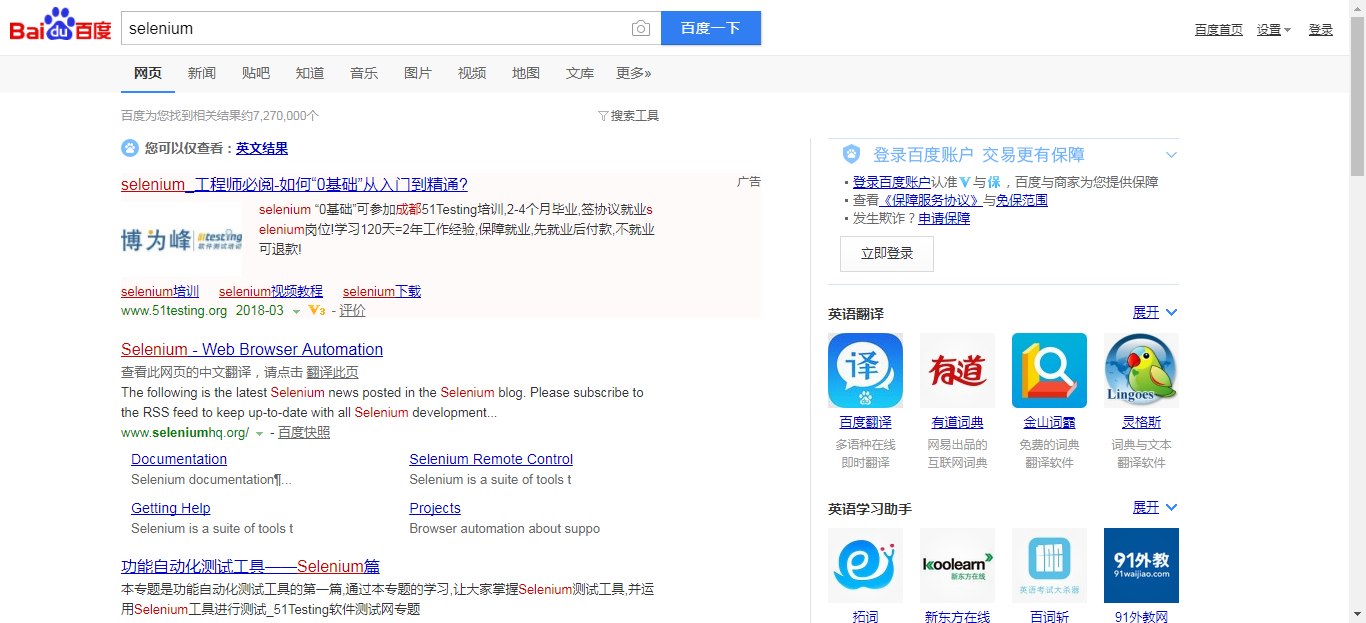 Bai du 百度
selenium
百度一下
百度首页 设置 登录
网页 新闻 贴吧 知道 音乐 图片 视频 地图 文库 更多»
百度为您找到相关结果约7,270,000个
搜索工具
您可以仅查看：英文结果
selenium_工程师必阅-如何“0基础”从入门到精通?
广告
博为峰 51testing 软件测试培训
selenium “0基础”可参加成都51Testing培训,2-4个月毕业,签协议就业s
elenium岗位!学习120天=2年工作经验,保障就业,先就业后付款,不就业
可退款!
selenium培训 selenium视频教程 selenium下载
www.51testing.org 2018-03 V3 - 评价
Selenium - Web Browser Automation
查看此网页的中文翻译，请点击 翻译此页
The following is the latest Selenium news posted in the Selenium blog. Please subscribe to
the RSS feed to keep up-to-date with all Selenium development...
www.seleniumhq.org/ - 百度快照
Documentation
Selenium documentation¶...
Selenium Remote Control
Selenium is a suite of tools t
Getting Help
Selenium is a suite of tools t
Projects
Browser automation about suppo
功能自动化测试工具——Selenium篇
本专题是功能自动化测试工具的第一篇,通过本专题的学习,让大家掌握Selenium测试工具,并运
用Selenium工具进行测试_51Testing软件测试网专题
登录百度账户 交易更有保障
登录百度账户认准V与保，百度与商家为您提供保障
查看《保障服务协议》与免保范围
发生欺诈？申请保障
立即登录
英语翻译
展开
译
有道
Lingoes
百度翻译 有道词典 金山词霸 灵格斯
多语种在线 网易出品的 免费的词典 词典与文本
即时翻译 互联网词典 翻译软件 翻译软件
英语学习助手
展开
koolearn
新东方在线
英语考试大杀器
91外教
91waijiao.com
拓词 新东方在线 百词斩 91外教网